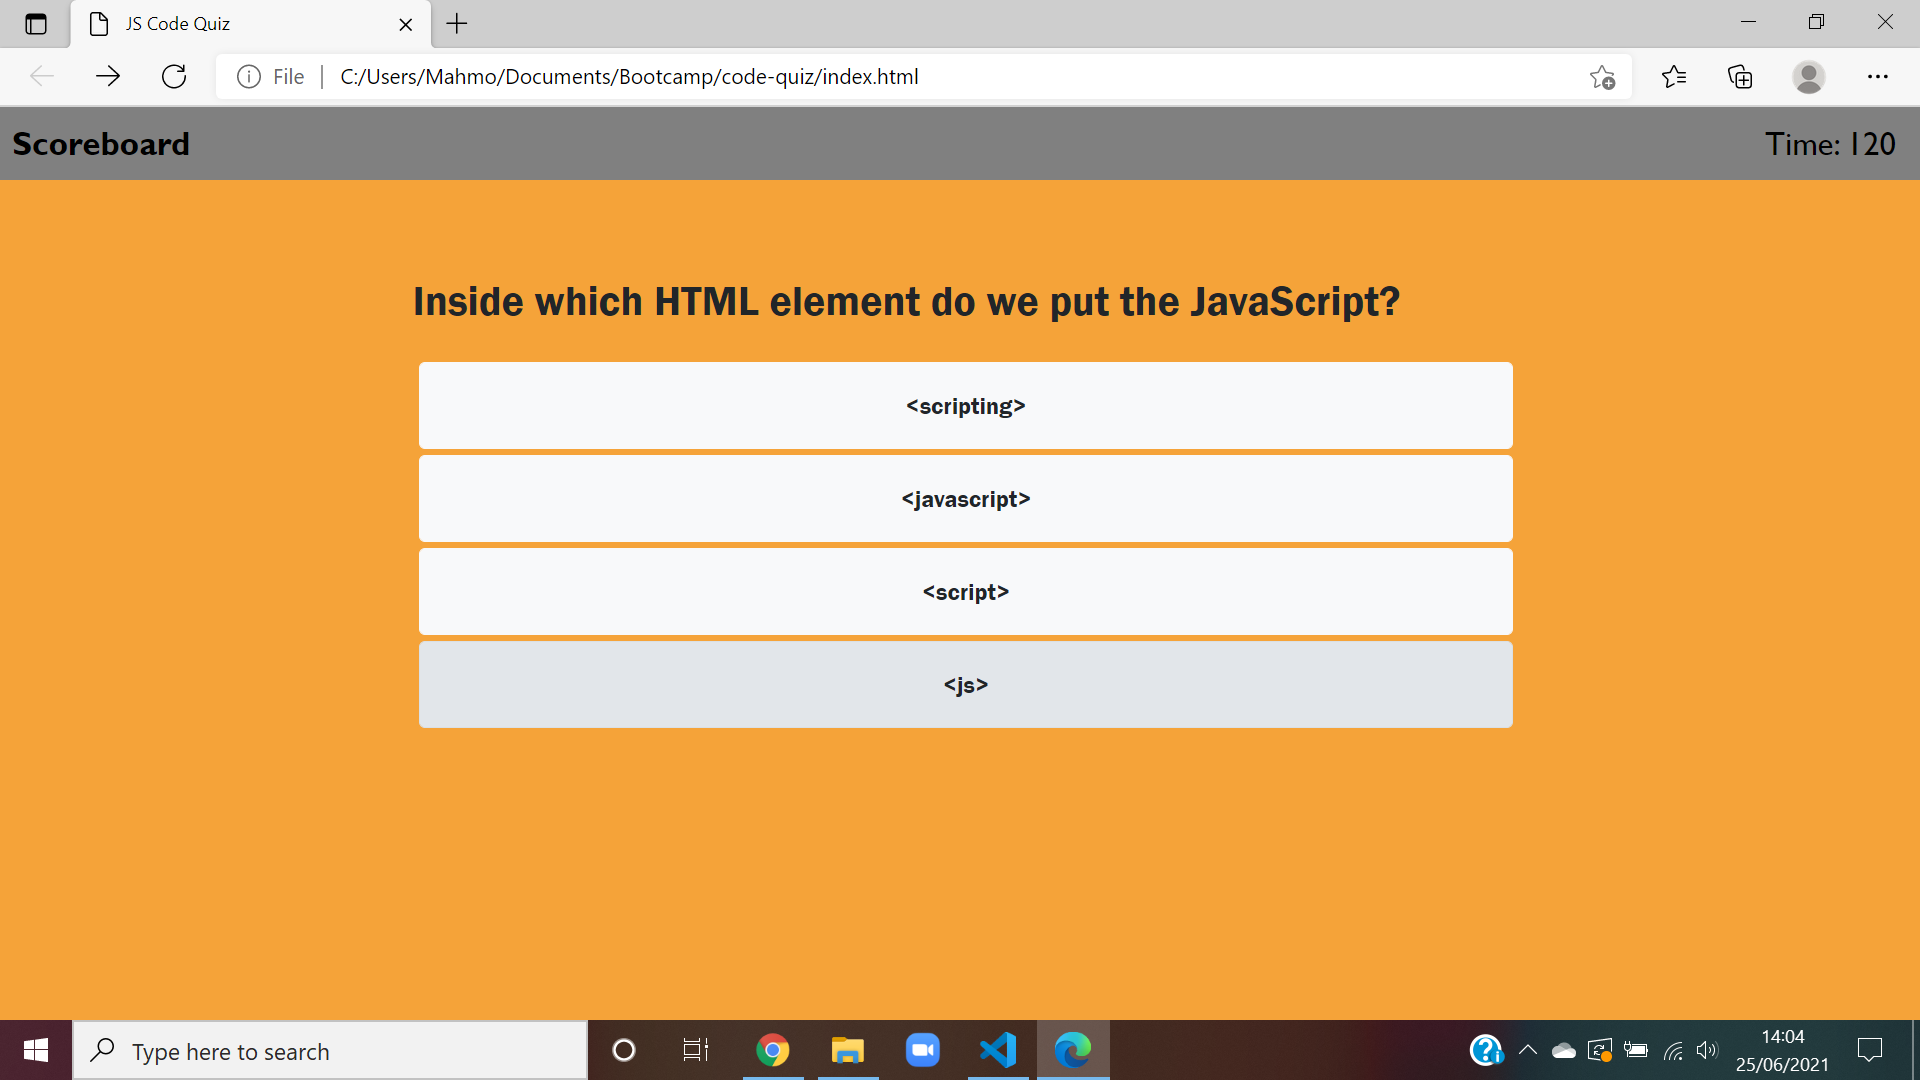 JS Code Quiz
File
C:/Users/Mahmo/Documents/Bootcamp/code-quiz/index.html
Scoreboard
Time: 120
Inside which HTML element do we put the JavaScript?
<scripting>
<javascript>
<script>
<js>
Type here to search
14:04
25/06/2021